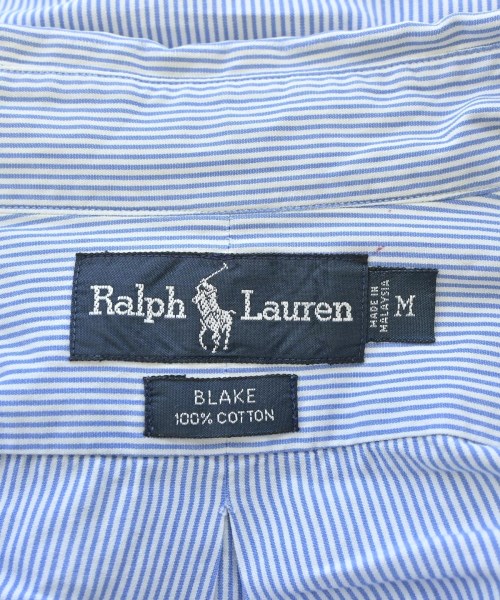 Ralph Lauren
MADE IN
MALAYSIA
M
BLAKE
100% COTTON